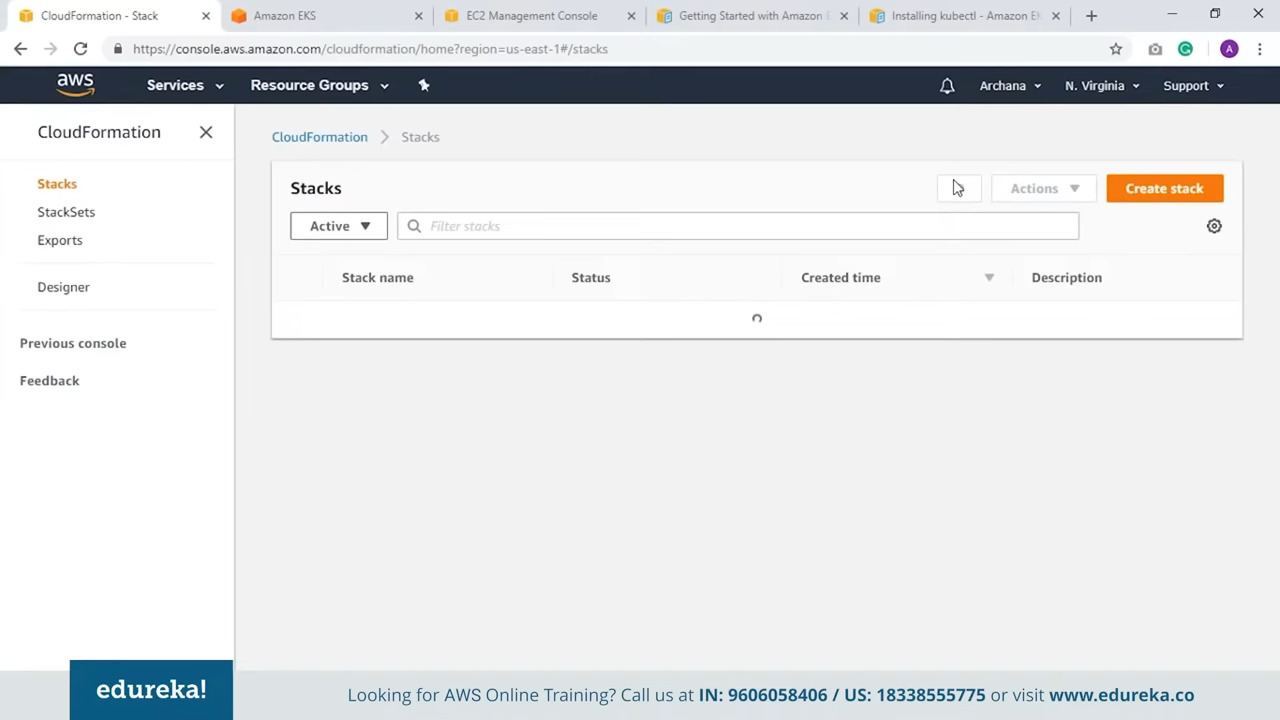 CloudFormation - Stack
Amazon EKS
EC2 Management Console
Getting Started with Amazon E
Installing kubectl - Amazon EK
https://console.aws.amazon.com/cloudformation/home?region=us-east-1#/stacks
A
aws
Services
Resource Groups
Archana
N. Virginia
Support
CloudFormation
Stacks
StackSets
Exports
Designer
Previous console
Feedback
CloudFormation
Stacks
Stacks
Actions
Create stack
Active
Filter stacks
Stack name
Status
Created time
Description
edureka!
Looking for AWS Online Training? Call us at IN: 9606058406 / US: 18338555775 or visit www.edureka.co